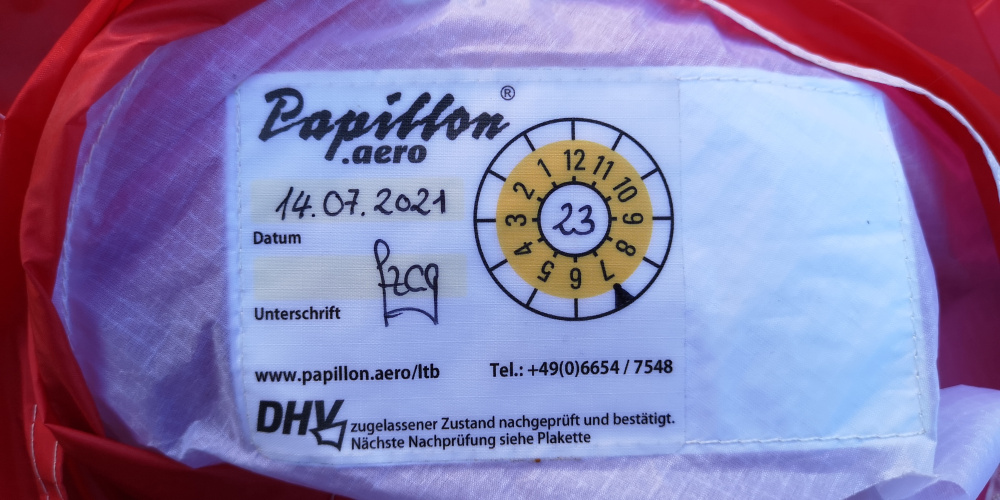 Papillon®
.aero
14.07.2021
Datum
Unterschrift
1 12 11 10 9 8 7 6 5 4 3 2
23
www.papillon.aero/ltb
Tel.: +49(0)6654 / 7548
DHV zugelassener Zustand nachgeprüft und bestätigt.
Nächste Nachprüfung siehe Plakette